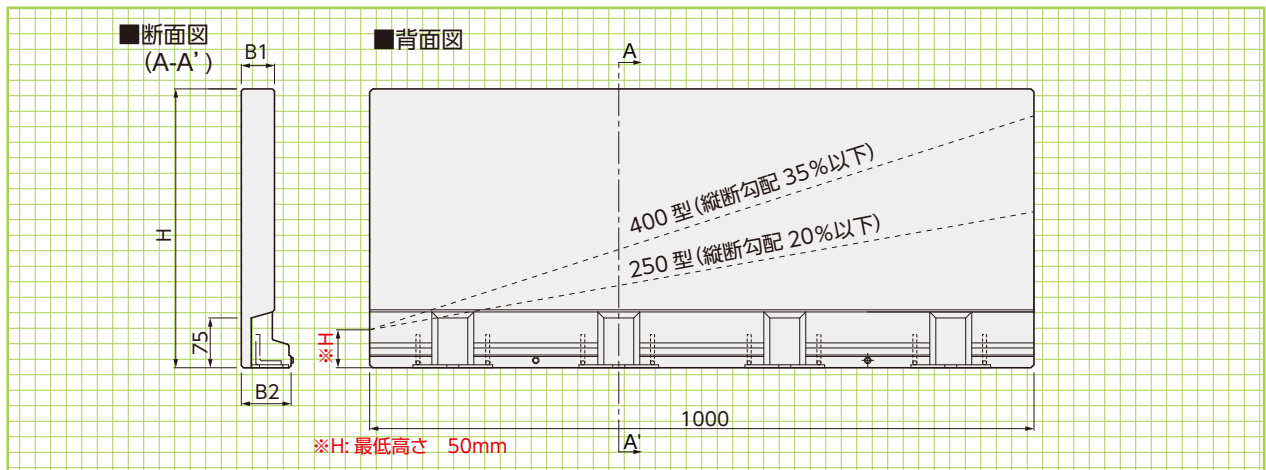 ■断面図
(A-A')
B1
H
75
B2
■背面図
A
400 型(縦断勾配 35%以下)
250 型(縦断勾配 20%以下)
※H
1000
A'
※H: 最低高さ 50mm